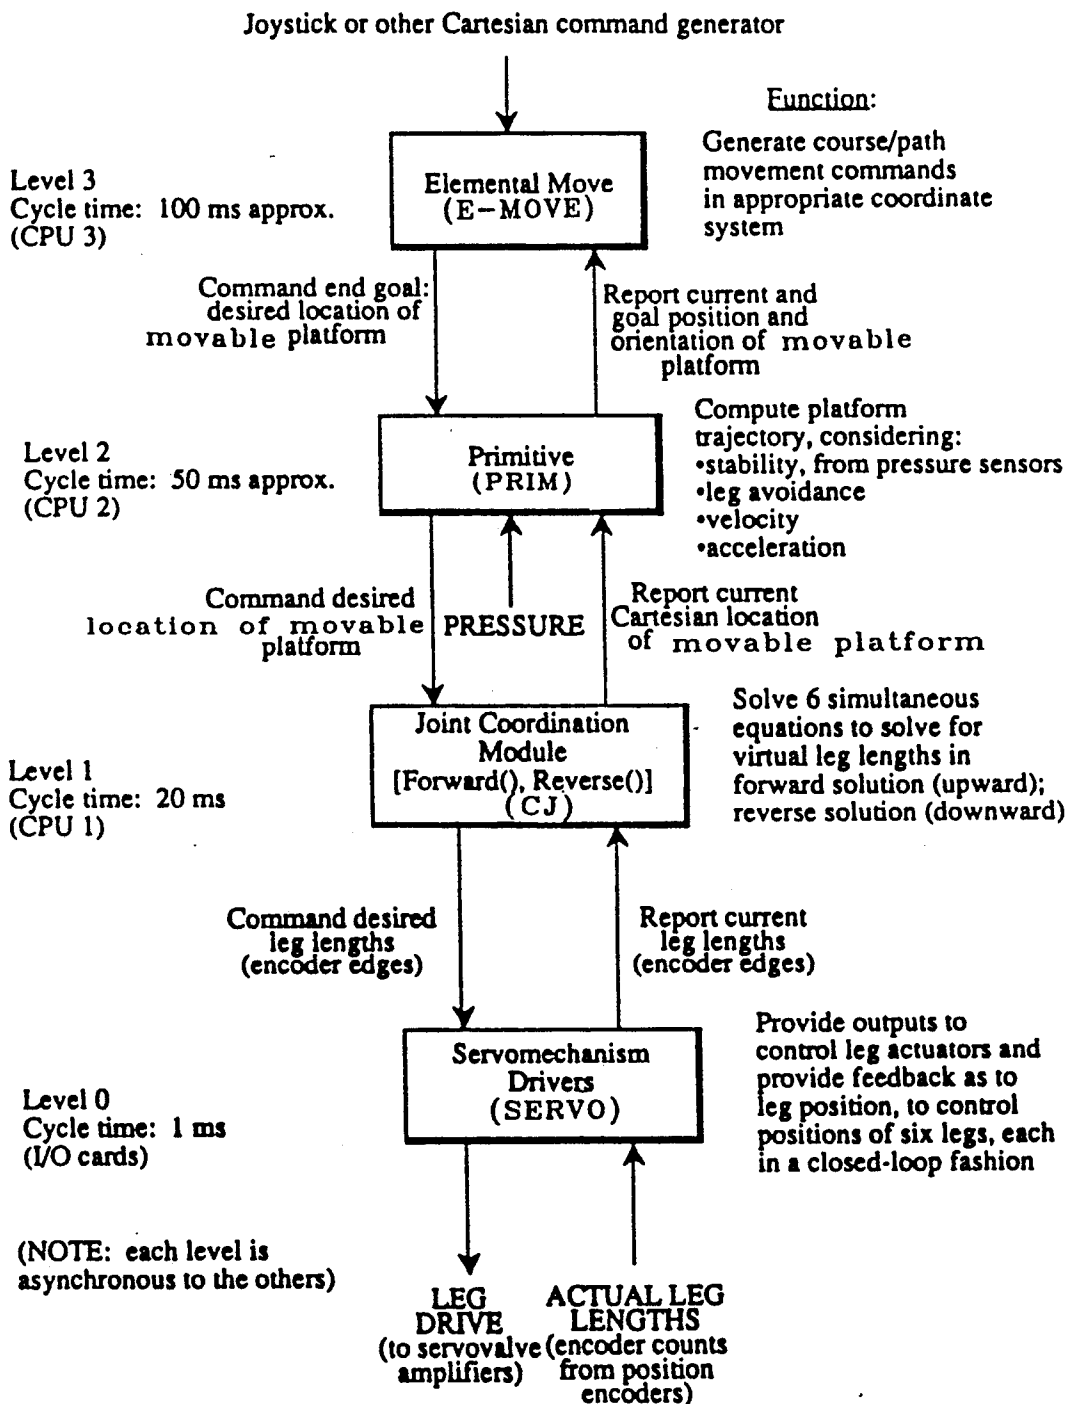 Joystick or other Cartesian command generator
Function:
Generate course/path
movement commands
in appropriate coordinate
system
Level 3
Cycle time: 100 ms approx.
(CPU 3)
Elemental Move
(E-MOVE)
Command end goal:
desired location of
movable platform
Report current and
goal position and
orientation of movable
platform
Level 2
Cycle time: 50 ms approx.
(CPU 2)
Primitive
(PRIM)
Compute platform
trajectory, considering:
•stability, from pressure sensors
•leg avoidance
•velocity
•acceleration
Command desired
location of movable
platform
PRESSURE
Report current
Cartesian location
of movable platform
Level 1
Cycle time: 20 ms
(CPU 1)
Joint Coordination
Module
[Forward(), Reverse()]
(CJ)
Solve 6 simultaneous
equations to solve for
virtual leg lengths in
forward solution (upward);
reverse solution (downward)
Command desired
leg lengths
(encoder edges)
Report current
leg lengths
(encoder edges)
Level 0
Cycle time: 1 ms
(I/O cards)
Servomechanism
Drivers
(SERVO)
Provide outputs to
control leg actuators and
provide feedback as to
leg position, to control
positions of six legs, each
in a closed-loop fashion
(NOTE: each level is
asynchronous to the others)
LEG
DRIVE
(to servovalve
amplifiers)
ACTUAL LEG
LENGTHS
(encoder counts
from position
encoders)